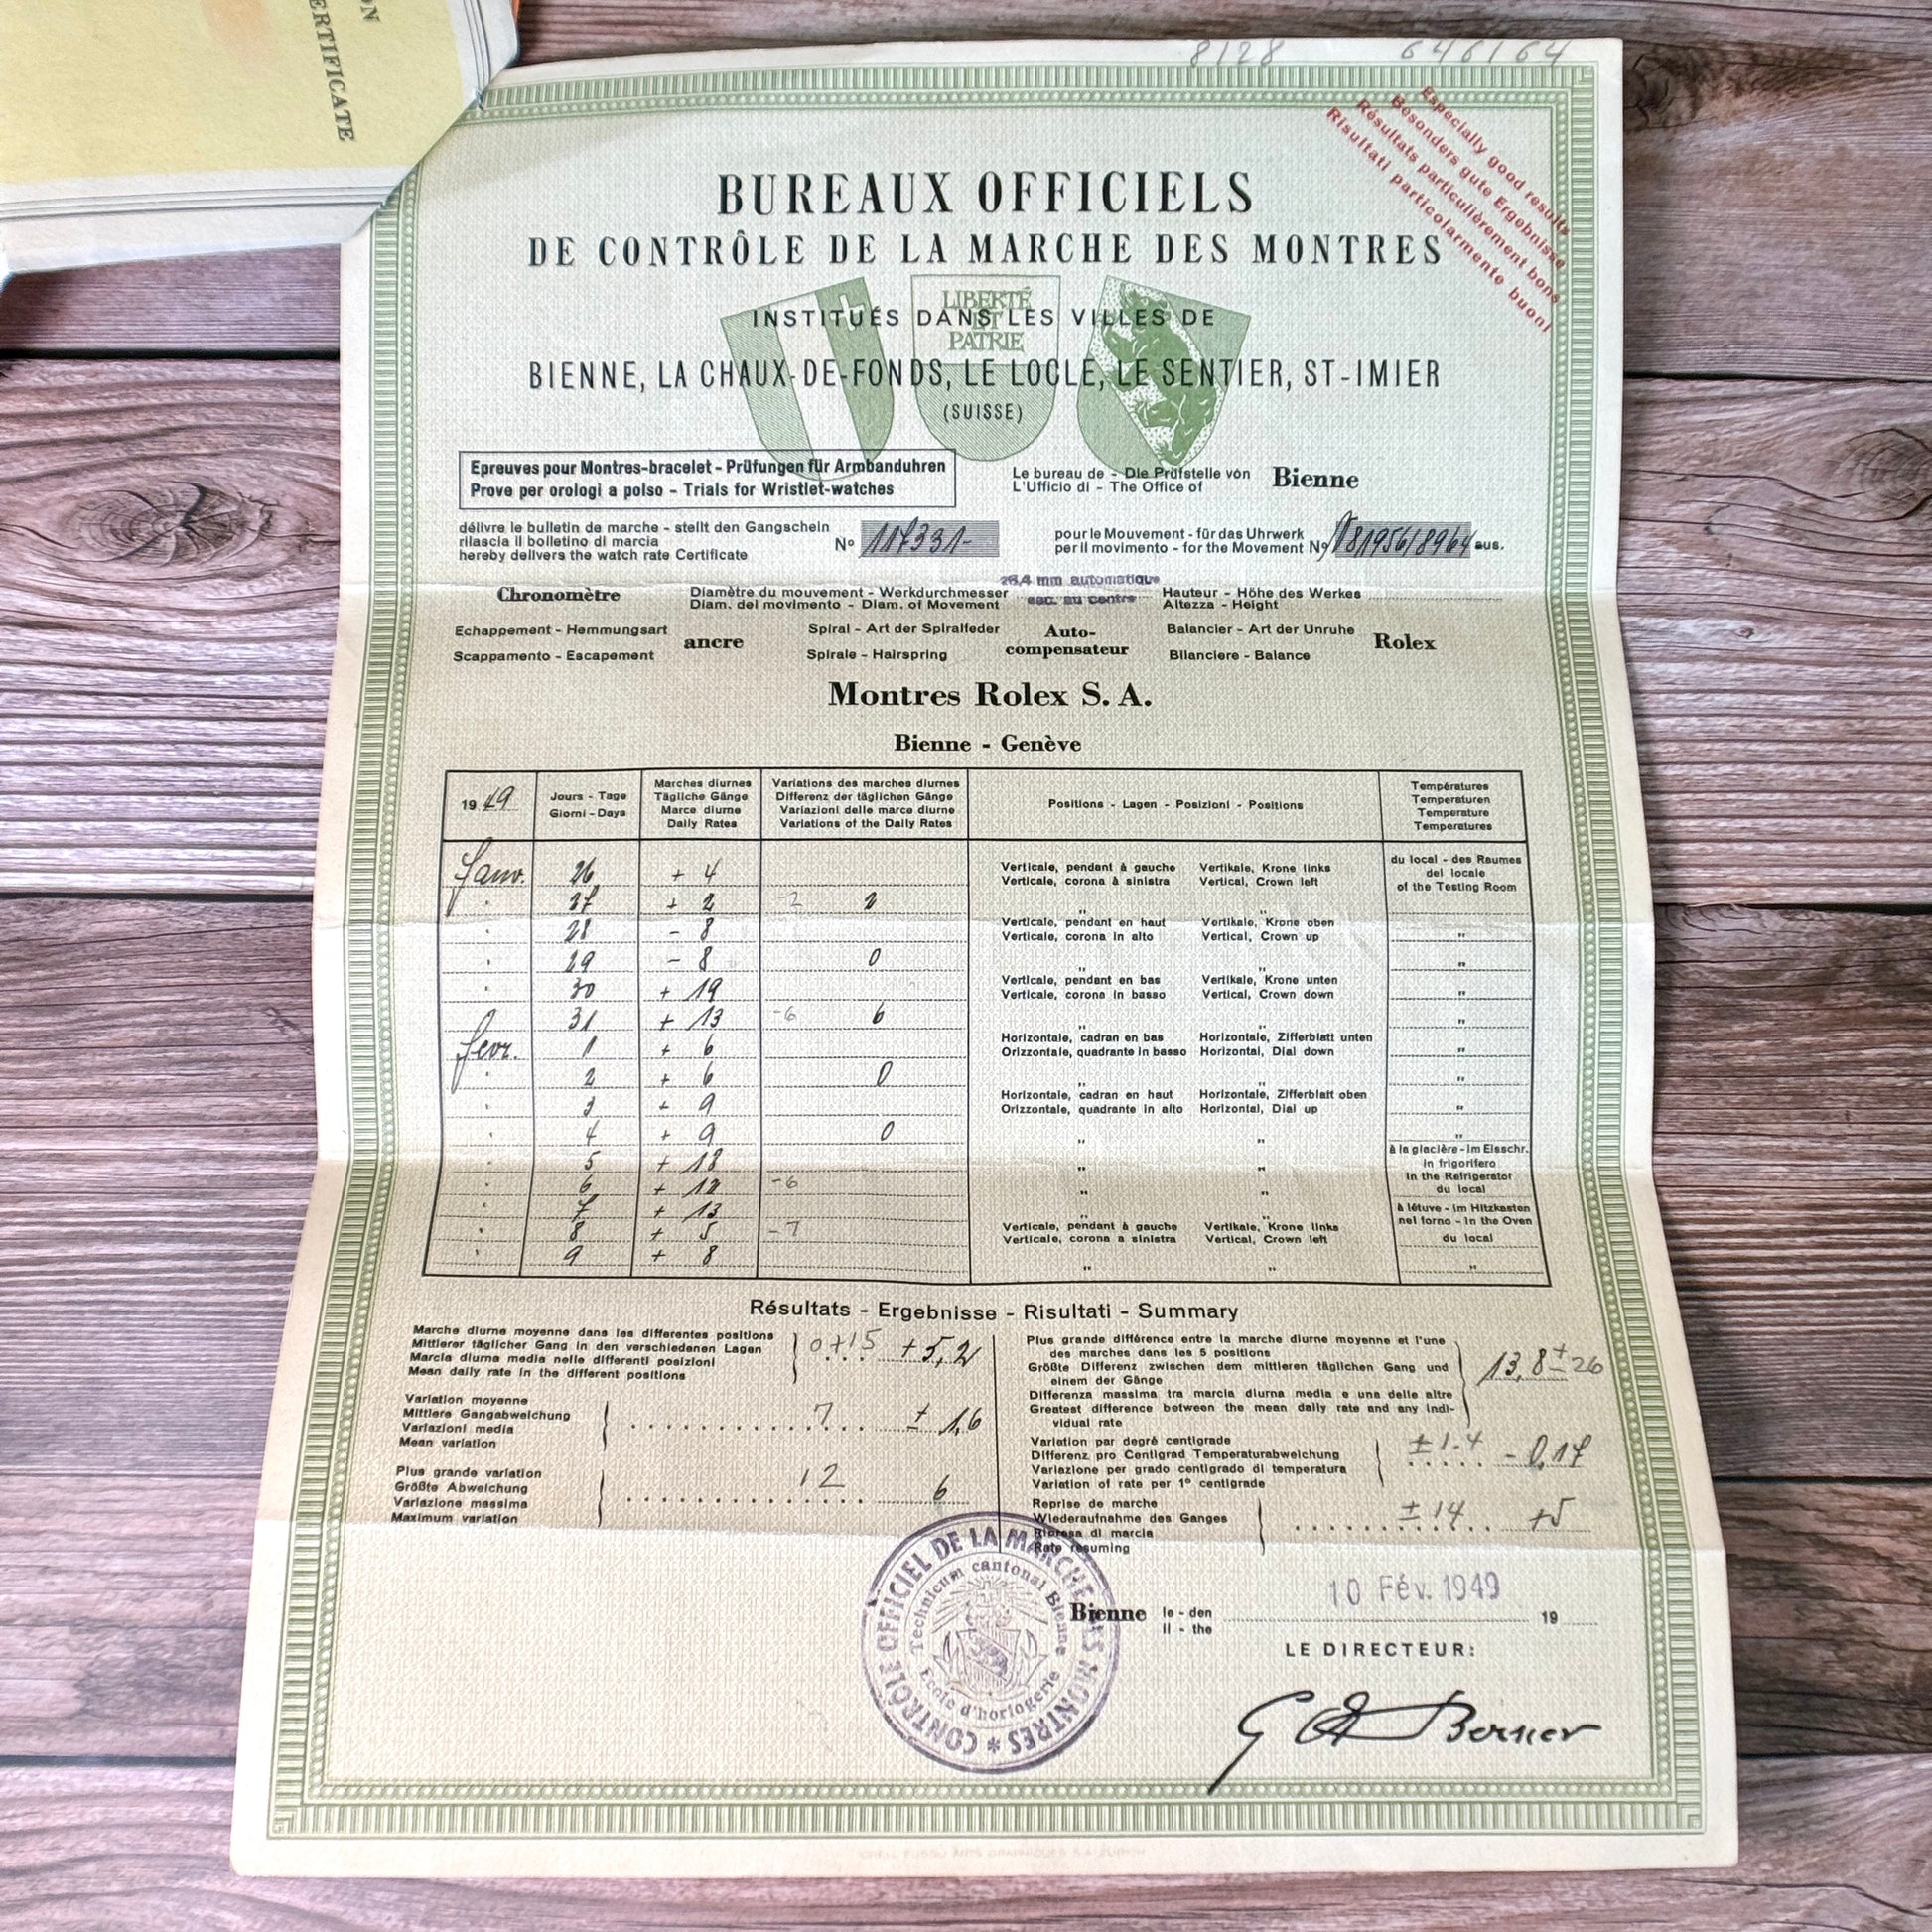 ON
ERTIFICATE
8128 646164
Especially good results
Besonders gute Ergebnisse
Résultats particulièrement bons
Risultati particolarmente buoni
BUREAUX OFFICIELS
DE CONTRÔLE DE LA MARCHE DES MONTRES
LIBERTÉ
ET
PATRIE
INSTITUÉS DANS LES VILLES DE
BIENNE, LA CHAUX-DE-FONDS, LE LOCLE, LE SENTIER, ST-IMIER
(SUISSE)
Epreuves pour Montres-bracelet - Prüfungen für Armbanduhren
Prove per orologi a polso - Trials for Wristlet-watches
Le bureau de - Die Prüfstelle von
L'Ufficio di - The Office of
Bienne
délivre le bulletin de marche - stellt den Gangschein
rilascia il bolletino di marcia
hereby delivers the watch rate Certificate
No
pour le Mouvement - für das Uhrwerk
per il movimento - for the Movement No aus.
26,4 mm automatique
sec. au centre
Chronomètre
Diamètre du mouvement - Werkdurchmesser
Diam. del movimento - Diam. of Movement
Hauteur - Höhe des Werkes
Altezza - Height
Echappement - Hemmungsart
Scappamento - Escapement
ancre
Spiral - Art der Spiralfeder
Spirale - Hairspring
Auto-
compensateur
Balancier - Art der Unruhe
Bilanciere - Balance
Rolex
Montres Rolex S. A.
Bienne - Genève
1949
Jours - Tage
Giorni - Days
Marches diurnes
Tägliche Gänge
Marce diurne
Daily Rates
Variations des marches diurnes
Differenz der täglichen Gänge
Variazioni delle marce diurne
Variations of the Daily Rates
Positions - Lagen - Posizioni - Positions
Températures
Temperaturen
Temperature
Temperatures
Janv. 26 + 4
" 27 + 2 -2 2
" 28 - 8
" 29 - 8 0
" 30 + 19
" 31 + 13 -6 6
fevr. 1 + 6
" 2 + 6 0
" 3 + 9
" 4 + 9 0
" 5 + 18
" 6 + 12 -6
" 7 + 13
" 8 + 5 -7
" 9 + 8
Verticale, pendant à gauche Vertikale, Krone links
Verticale, corona à sinistra Vertical, Crown left
" "
Verticale, pendant en haut Vertikale, Krone oben
Verticale, corona in alto Vertical, Crown up
" "
Verticale, pendant en bas Vertikale, Krone unten
Verticale, corona in basso Vertical, Crown down
" "
Horizontale, cadran en bas Horizontale, Zifferblatt unten
Orizzontale, quadrante in basso Horizontal, Dial down
" "
Horizontale, cadran en haut Horizontale, Zifferblatt oben
Orizzontale, quadrante in alto Horizontal, Dial up
" "
" "
" "
" "
Verticale, pendant à gauche Vertikale, Krone links
Verticale, corona a sinistra Vertical, Crown left
" "
du local - des Raumes
del locale
of the Testing Room
"
"
"
"
"
"
"
"
à la glacière - im Eisschr.
in frigorifero
In the Refrigerator
du local
à létuve - im Hitzkasten
nel forno - In the Oven
du local
"
Résultats - Ergebnisse - Risultati - Summary
Marche diurne moyenne dans les differentes positions
Mittlerer täglicher Gang in den verschiedenen Lagen
Marcia diurna media nelle differenti posizioni
Mean daily rate in the different positions
0+15 +5,2
Variation moyenne
Mittlere Gangabweichung
Variazioni media
Mean variation
7 ± 1,6
Plus grande variation
Größte Abweichung
Variazione massima
Maximum variation
12 6
Plus grande différence entre la marche diurne moyenne et l'une
des marches dans les 5 positions
Größte Differenz zwischen dem mittleren täglichen Gang und
einem der Gänge
Differenza massima tra marcia diurna media e una delle altre
Greatest difference between the mean daily rate and any indi-
vidual rate
13,8 ± 26
Variation par degré centigrade
Differenz pro Centigrad Temperaturabweichung
Variazione per grado centigrado di temperatura
Variation of rate per 1° centigrade
±1.4 - 0,17
Reprise de marche
Wiederaufnahme des Ganges
Ripresa di marcia
Rate resuming
±14 +5
CONTRÔLE OFFICIEL DE LA MARCHE DES MONTRES *
Technicum cantonal Bienne
Ecole d'horlogerie
10 Fév. 1949
Bienne le - den
il - the
19
LE DIRECTEUR: